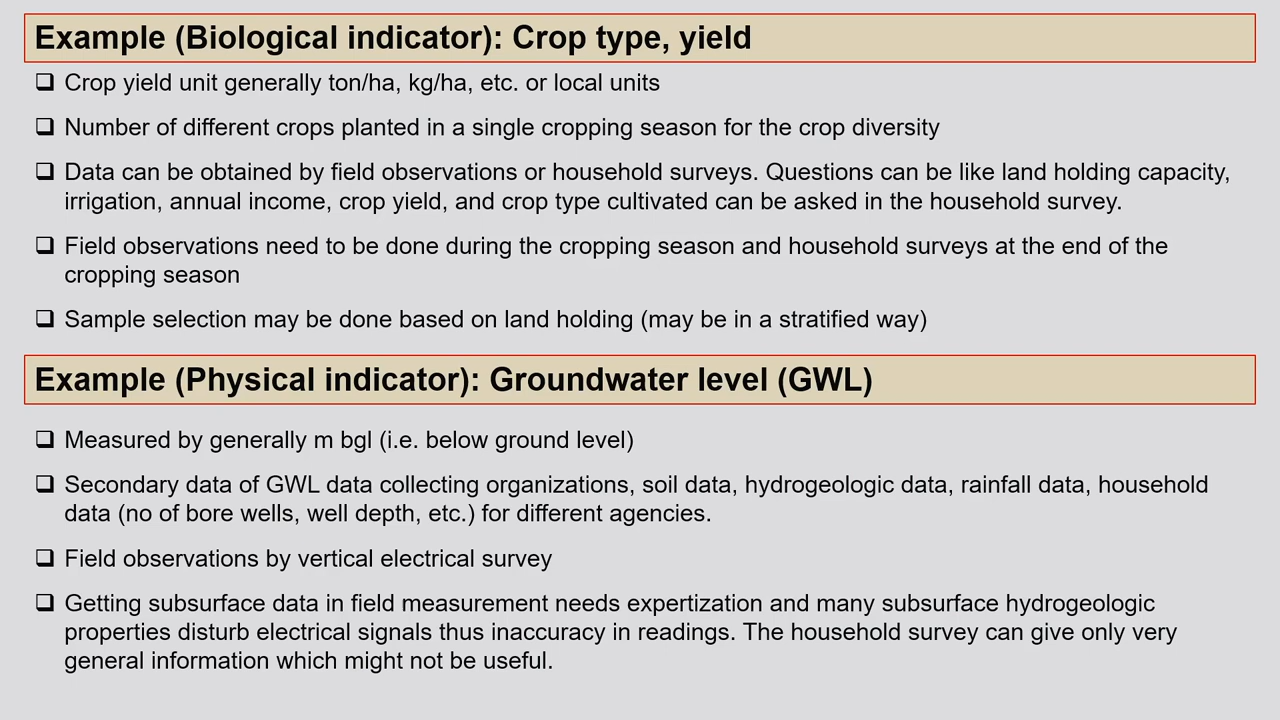 Example (Biological indicator): Crop type, yield
❑ Crop yield unit generally ton/ha, kg/ha, etc. or local units
❑ Number of different crops planted in a single cropping season for the crop diversity
❑ Data can be obtained by field observations or household surveys. Questions can be like land holding capacity,
irrigation, annual income, crop yield, and crop type cultivated can be asked in the household survey.
❑ Field observations need to be done during the cropping season and household surveys at the end of the
cropping season
❑ Sample selection may be done based on land holding (may be in a stratified way)
Example (Physical indicator): Groundwater level (GWL)
❑ Measured by generally m bgl (i.e. below ground level)
❑ Secondary data of GWL data collecting organizations, soil data, hydrogeologic data, rainfall data, household
data (no of bore wells, well depth, etc.) for different agencies.
❑ Field observations by vertical electrical survey
❑ Getting subsurface data in field measurement needs expertization and many subsurface hydrogeologic
properties disturb electrical signals thus inaccuracy in readings. The household survey can give only very
general information which might not be useful.